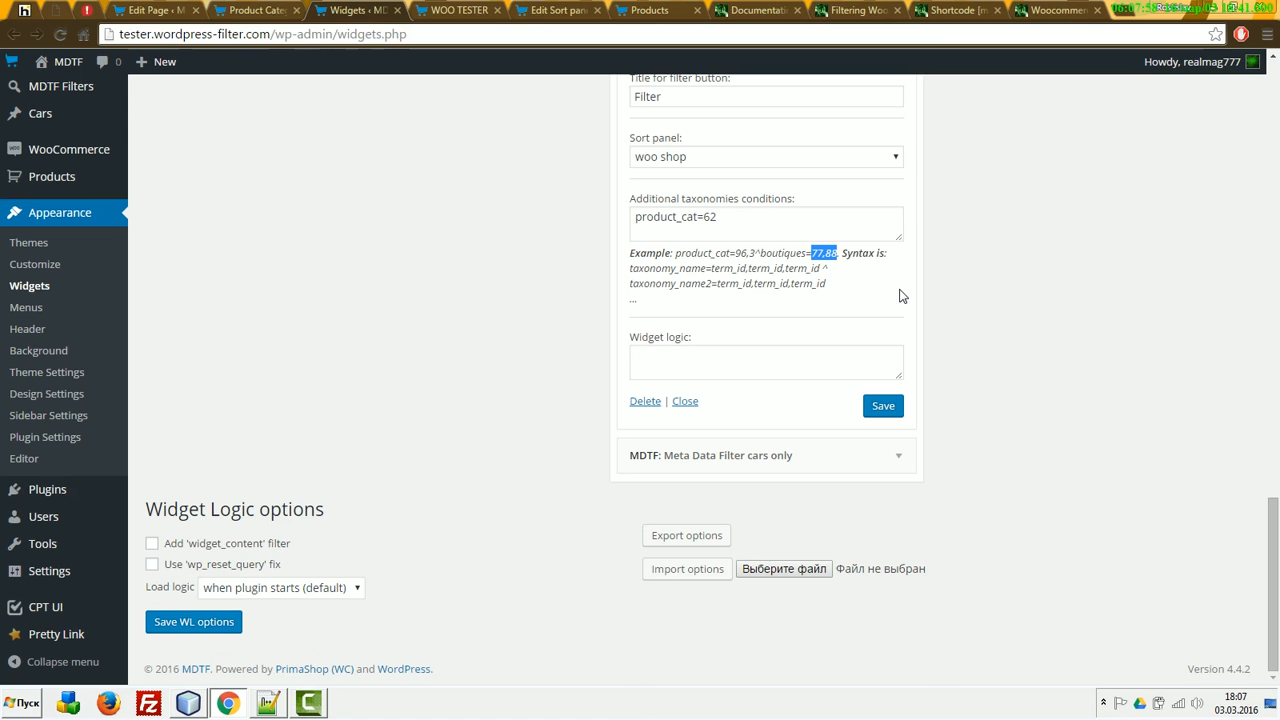 Edit Page ‹ M
Product Categ
Widgets ‹ MD
WOO TESTER
Edit Sort pan
Products
Documentati
Filtering Woo
Shortcode [m
Woocommer
tester.wordpress-filter.com/wp-admin/widgets.php
MDTF
0
New
Howdy, realmag777
MDTF Filters
Cars
WooCommerce
Products
Appearance
Themes
Customize
Widgets
Menus
Header
Background
Theme Settings
Design Settings
Sidebar Settings
Plugin Settings
Editor
Plugins
Users
Tools
Settings
CPT UI
Pretty Link
Collapse menu
Title for filter button:
Filter
Sort panel:
woo shop
Additional taxonomies conditions:
product_cat=62
Example: product_cat=96,3^boutiques=77,88. Syntax is:
taxonomy_name=term_id,term_id,term_id ^
taxonomy_name2=term_id,term_id,term_id
...
Widget logic:
Delete | Close
Save
MDTF: Meta Data Filter cars only
Widget Logic options
Add 'widget_content' filter
Use 'wp_reset_query' fix
Load logic when plugin starts (default)
Save WL options
Export options
Import options Выберите файл Файл не выбран
© 2016 MDTF. Powered by PrimaShop (WC) and WordPress.
Version 4.4.2
Пуск
18:07
03.03.2016